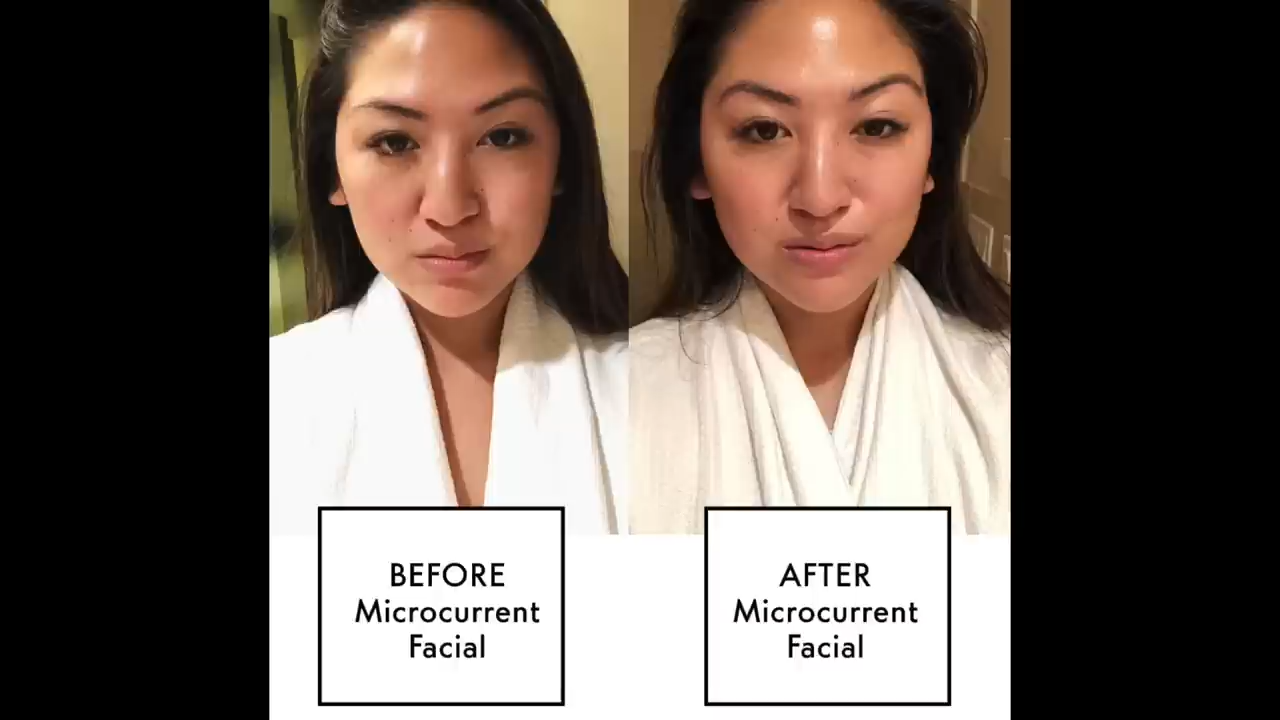 BEFORE
Microcurrent
Facial
AFTER
Microcurrent
Facial